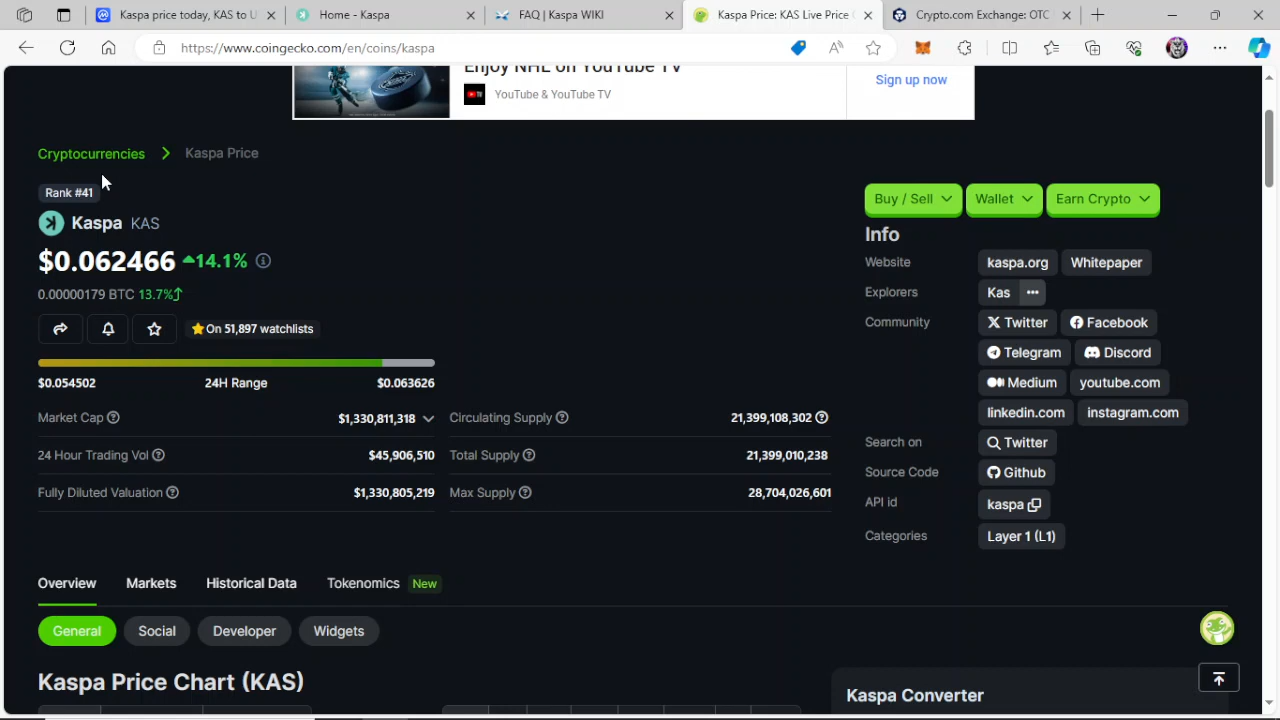 Kaspa price today, KAS to U
Home - Kaspa
FAQ | Kaspa WIKI
Kaspa Price: KAS Live Price
Crypto.com Exchange: OTC
https://www.coingecko.com/en/coins/kaspa
Enjoy NHL on YouTube TV
YouTube & YouTube TV
Sign up now
Cryptocurrencies > Kaspa Price
Rank #41
Kaspa KAS
$0.062466 14.1%
0.00000179 BTC 13.7%
On 51,897 watchlists
$0.054502 24H Range $0.063626
Market Cap $1,330,811,318
24 Hour Trading Vol $45,906,510
Fully Diluted Valuation $1,330,805,219
Circulating Supply 21,399,108,302
Total Supply 21,399,010,238
Max Supply 28,704,026,601
Buy / Sell Wallet Earn Crypto
Info
Website kaspa.org Whitepaper
Explorers Kas
Community Twitter Facebook
Telegram Discord
Medium youtube.com
linkedin.com instagram.com
Search on Twitter
Source Code Github
API id kaspa
Categories Layer 1 (L1)
Overview Markets Historical Data Tokenomics New
General Social Developer Widgets
Kaspa Price Chart (KAS)
Kaspa Converter